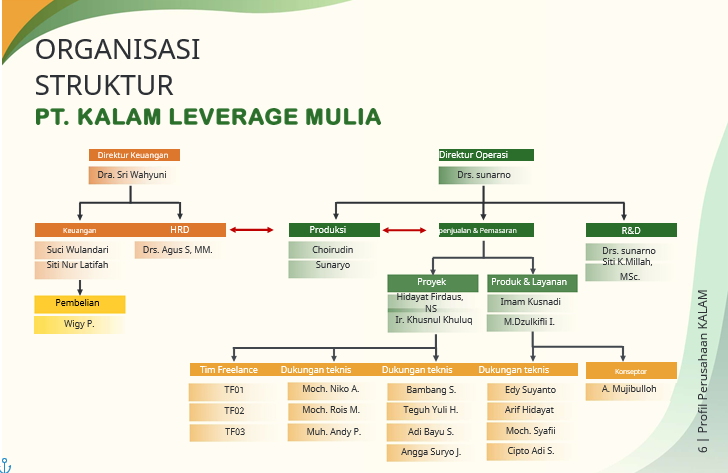 ORGANISASI
STRUKTUR
PT. KALAM LEVERAGE MULIA
Direktur Keuangan
Dra. Sri Wahyuni
Direktur Operasi
Drs. sunarno
Keuangan
Suci Wulandari
Siti Nur Latifah
HRD
Drs. Agus S, MM.
Produksi
Choirudin
Sunaryo
penjualan & Pemasaran
R&D
Drs. sunarno
Siti K.Millah,
MSc.
Pembelian
Wigy P.
Proyek
Hidayat Firdaus,
NS
Ir. Khusnul Khuluq
Produk & Layanan
Imam Kusnadi
M.Dzulkifli I.
Tim Freelance
TF01
TF02
TF03
Dukungan teknis
Moch. Niko A.
Moch. Rois M.
Muh. Andy P.
Dukungan teknis
Bambang S.
Teguh Yuli H.
Adi Bayu S.
Angga Suryo J.
Dukungan teknis
Edy Suyanto
Arif Hidayat
Moch. Syafii
Cipto Adi S.
Konseptor
A. Mujibulloh
6 | Profil Perusahaan KALAM